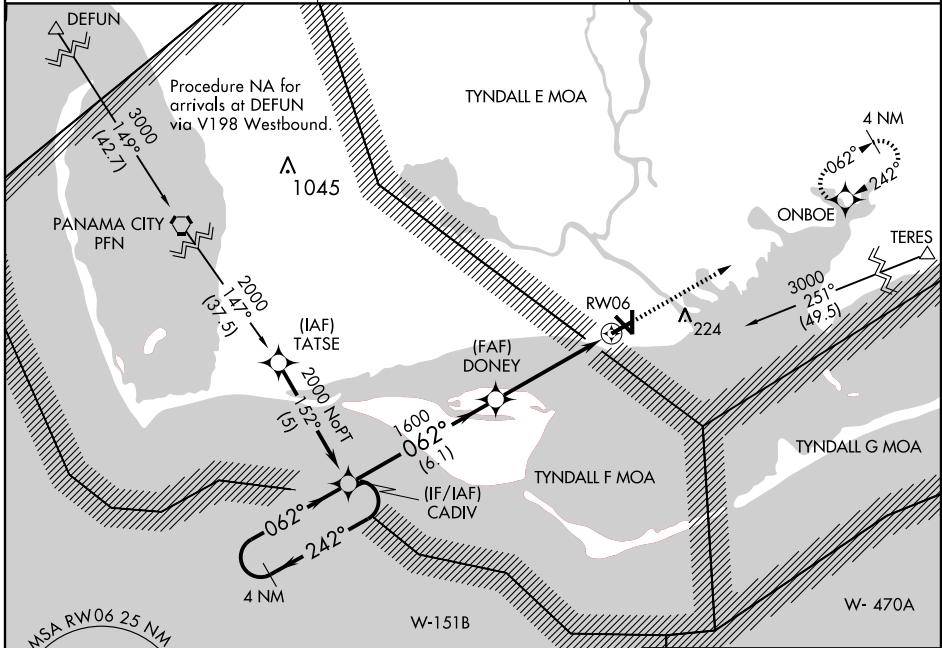 DEFUN
3000
149°
(42.7)
Procedure NA for
arrivals at DEFUN
via V198 Westbound.
1045
TYNDALL E MOA
4 NM
062°
242°
ONBOE
TERES
3000
251°
(49.5)
PANAMA CITY
PFN
2000
147°
(37.5)
(IAF)
TATSE
2000 NoPT
152°
(5)
RW06
224
(FAF)
DONEY
1600
062°
(6.1)
(IF/IAF)
CADIV
TYNDALL F MOA
TYNDALL G MOA
062°
242°
4 NM
W-151B
W- 470A
MSA RW06 25 NM